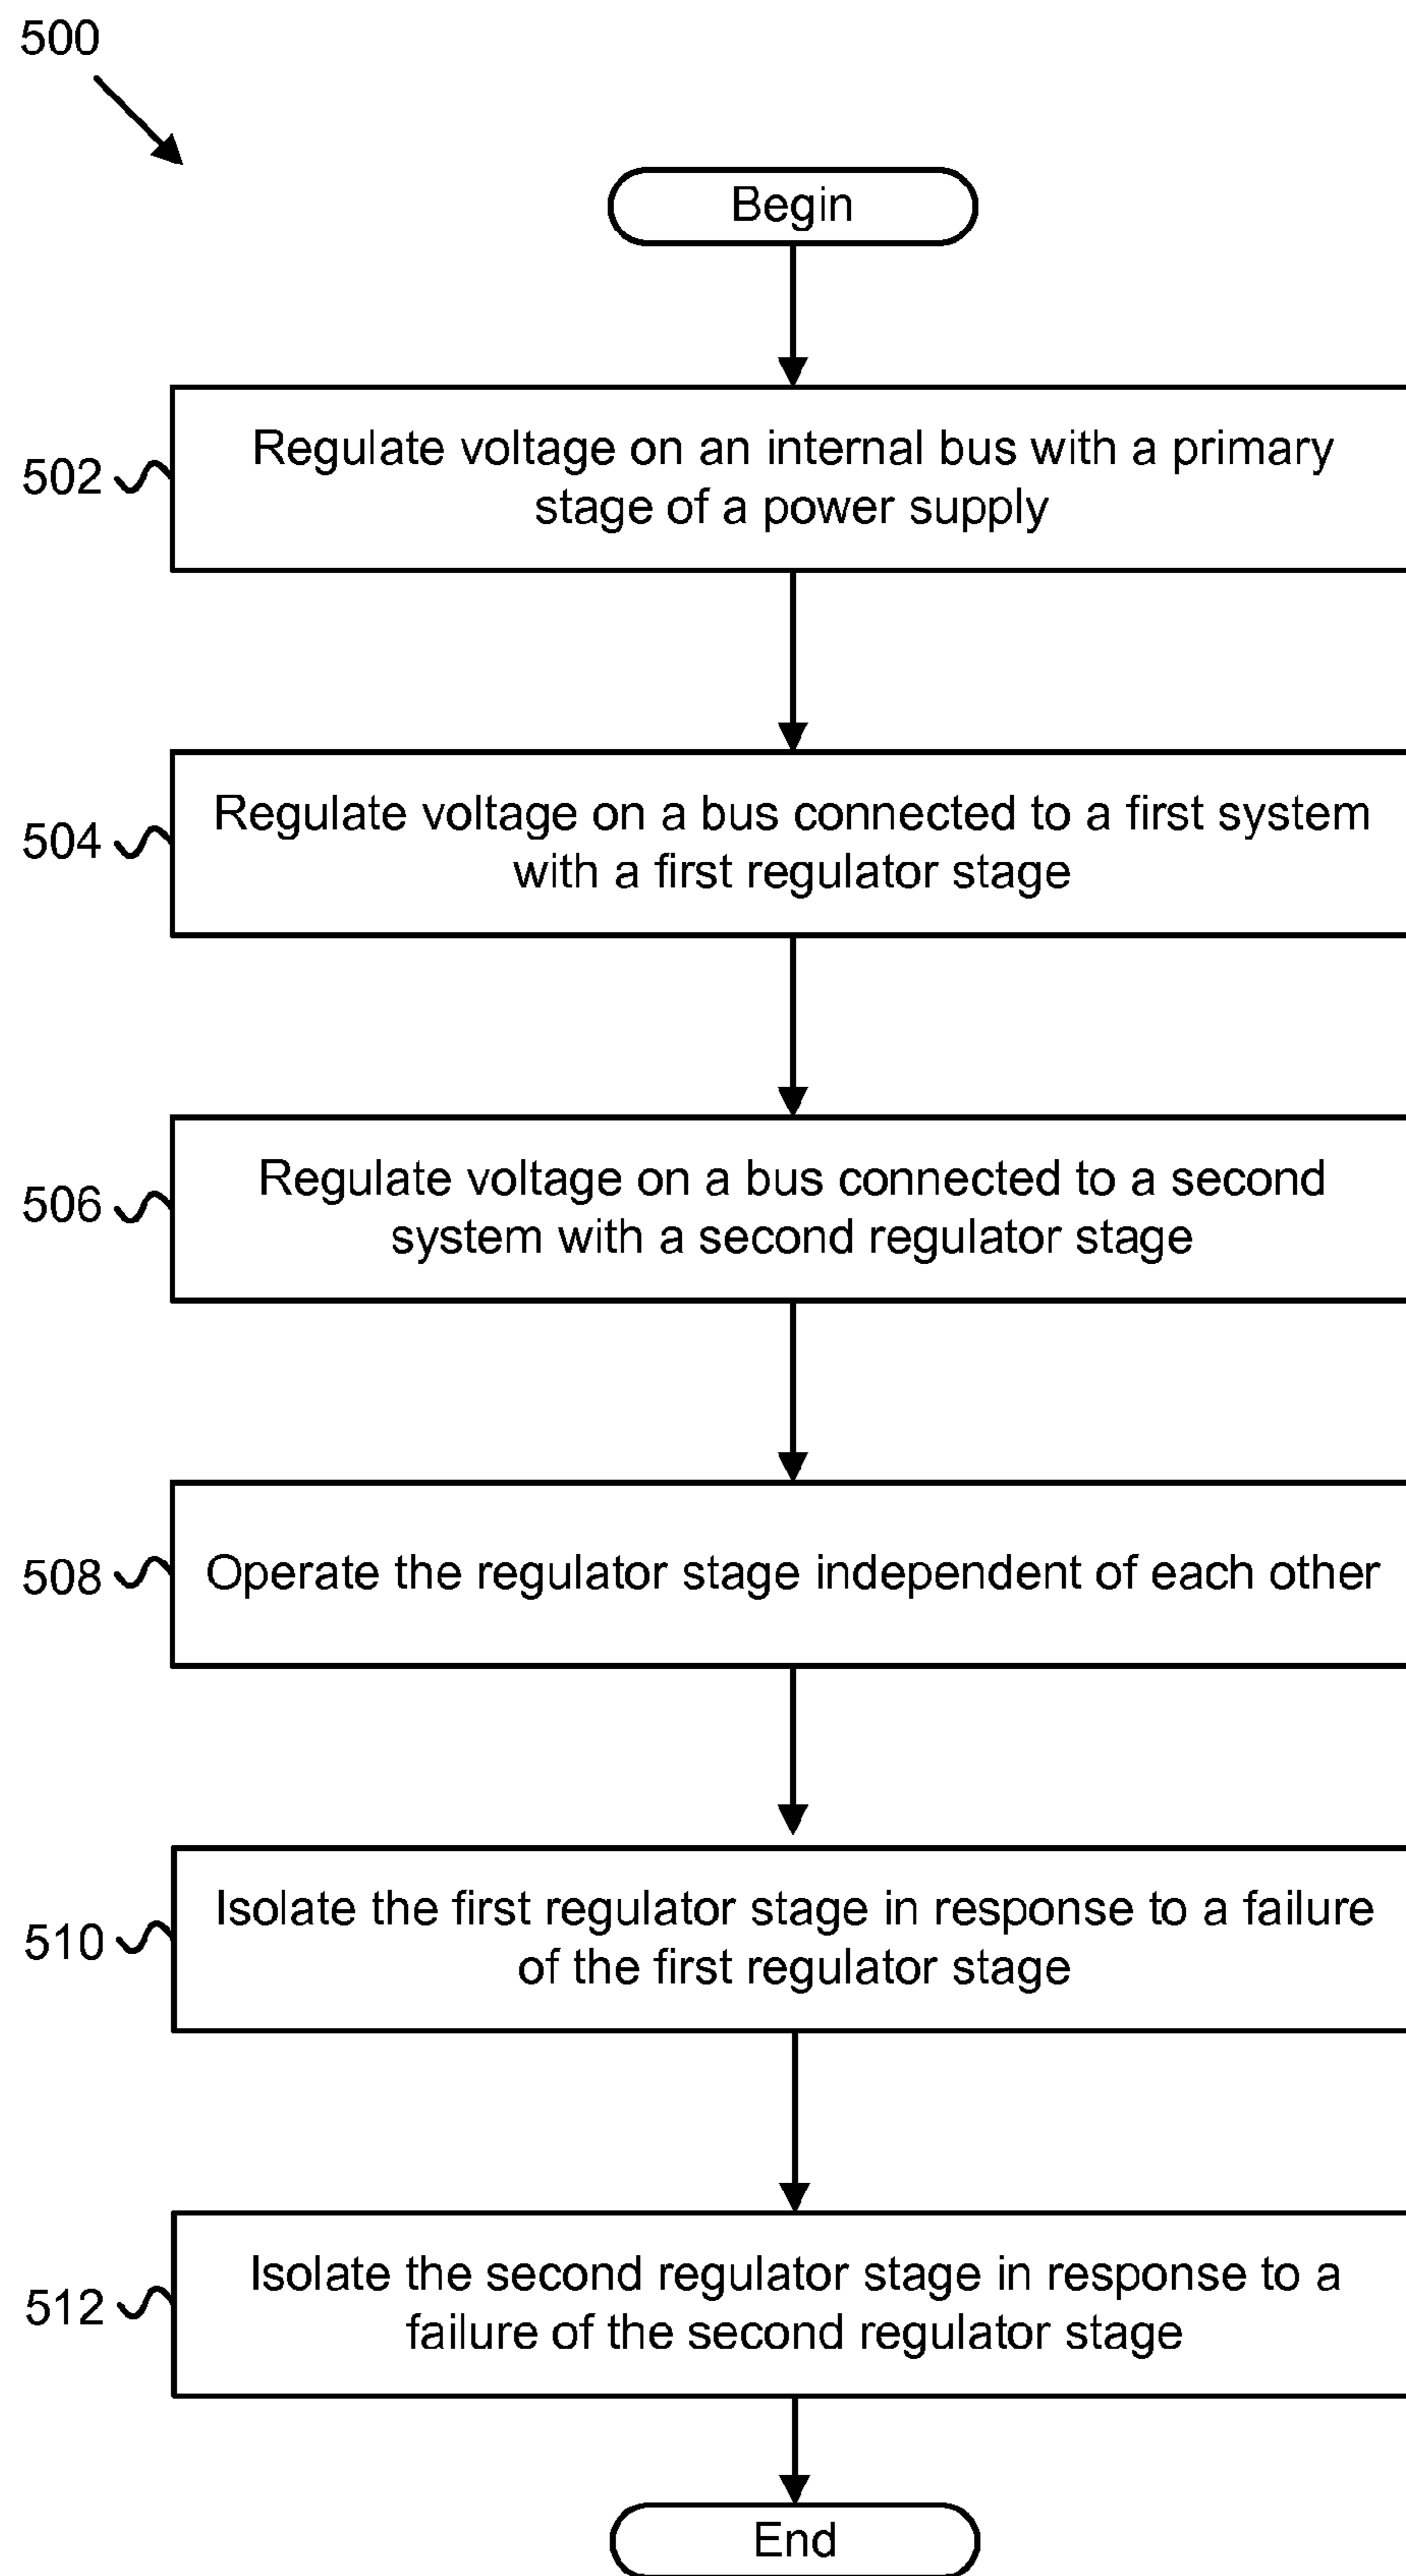 500
Begin
502
Regulate voltage on an internal bus with a primary
stage of a power supply
504
Regulate voltage on a bus connected to a first system
with a first regulator stage
506
Regulate voltage on a bus connected to a second
system with a second regulator stage
508
Operate the regulator stage independent of each other
510
Isolate the first regulator stage in response to a failure
of the first regulator stage
512
Isolate the second regulator stage in response to a
failure of the second regulator stage
End